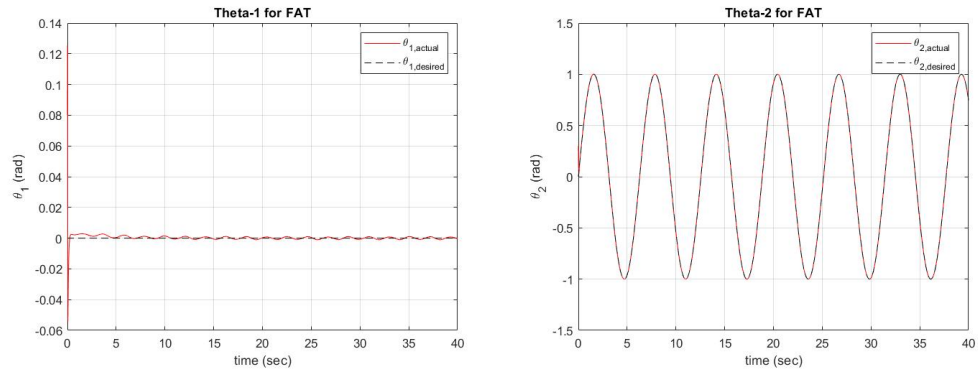 Theta-1 for FAT
0.14
0.12
0.1
0.08
0.06
0.04
0.02
0
-0.02
-0.04
-0.06
θ1 (rad)
θ1,actual
θ1,desired
0 5 10 15 20 25 30 35 40
time (sec)
Theta-2 for FAT
1.5
1
0.5
0
-0.5
-1
-1.5
θ2 (rad)
θ2,actual
θ2,desired
0 5 10 15 20 25 30 35 40
time (sec)